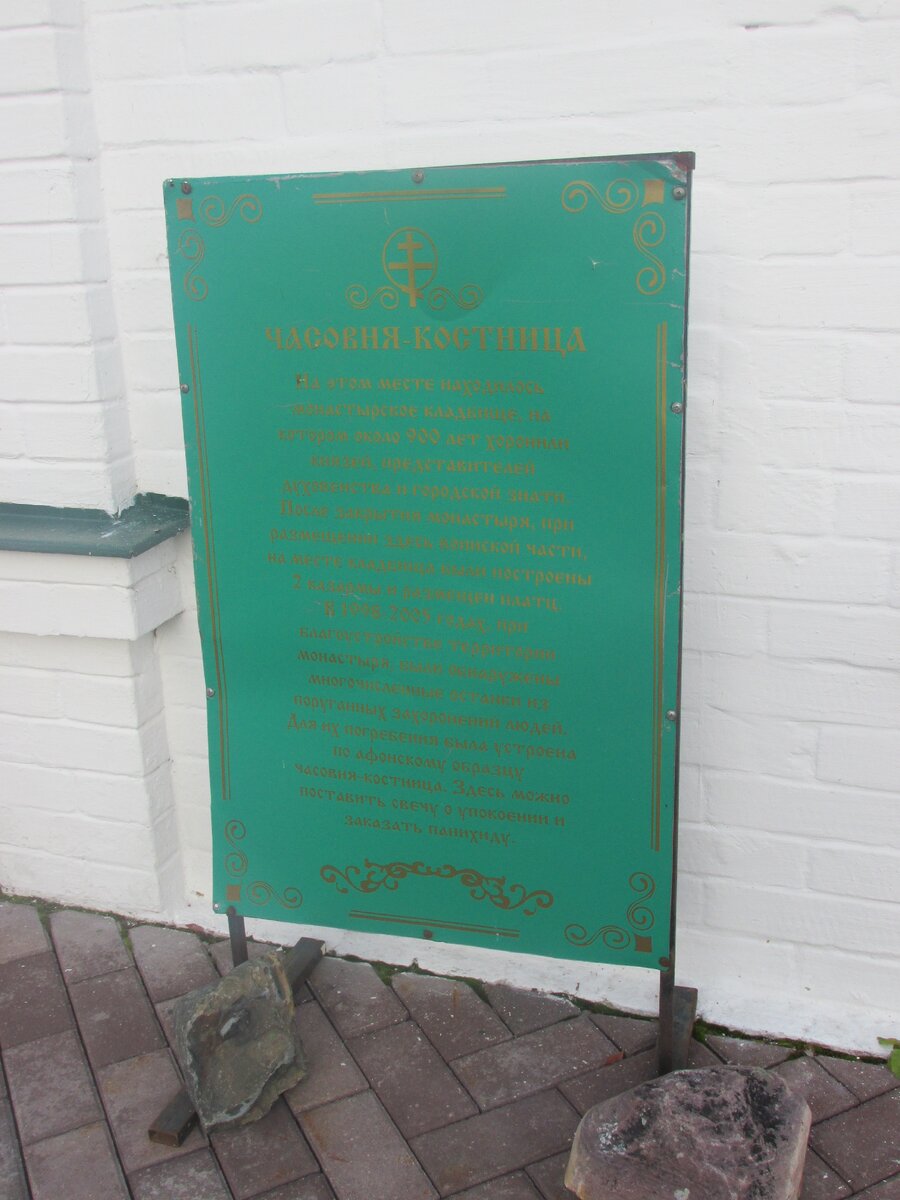 ЧАСОВНЯ-КОСТНИЦА
На этом месте находилось
монастырское кладбище, на
котором около 900 лет хоронили
князей, представителей
духовенства и городской знати.
После закрытия монастыря, при
размещении здесь воинской части,
на месте кладбища были построены
2 казармы и размещен платц.
В 2005 годах, при
благоустройстве территории
монастыря, были обнаружены
многочисленные останки из
поруганных захоронений людей.
Для их погребения была устроена
по афонскому образцу
часовня-костница. Здесь можно
поставить свечу о упокоении и
заказать панихиду.